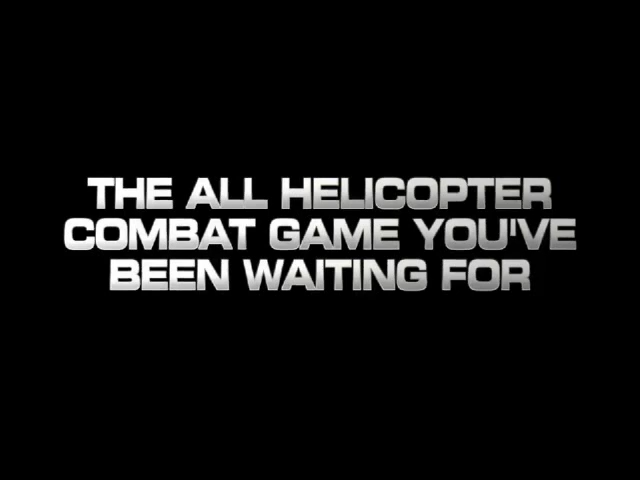 THE ALL HELICOPTER
COMBAT GAME YOU'VE
BEEN WAITING FOR